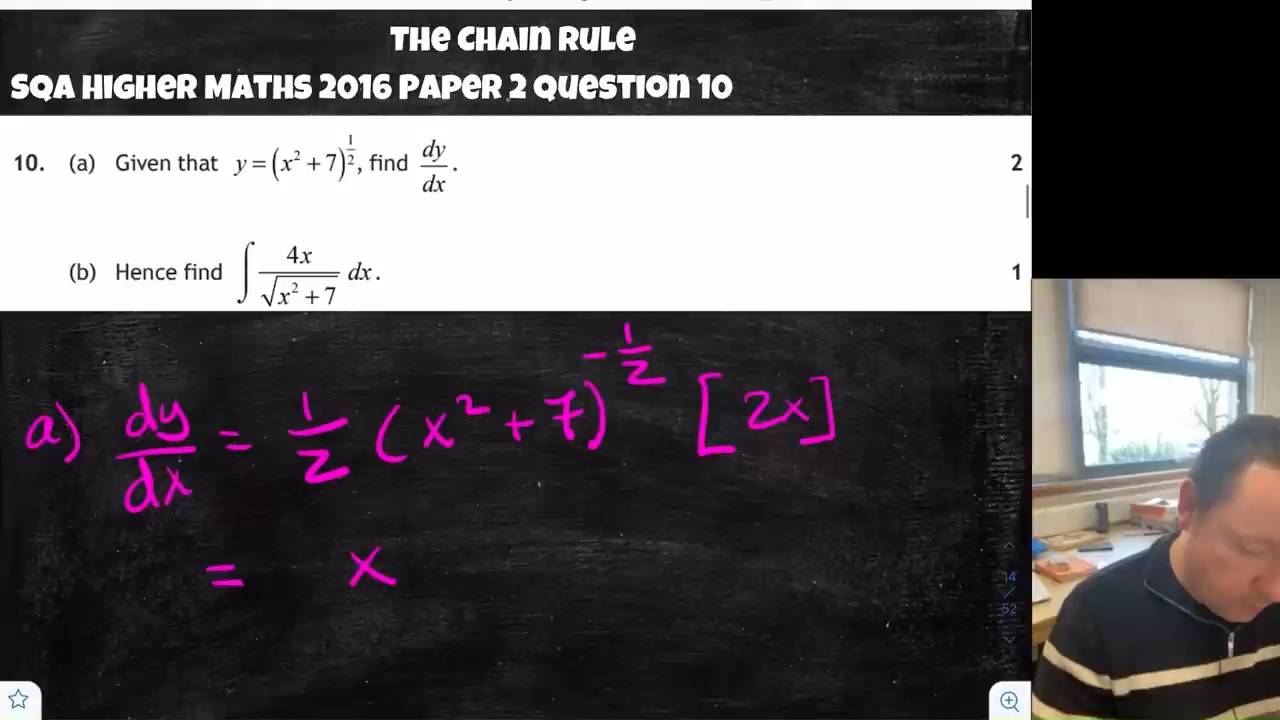 THE CHAIN RULE
SQA HIGHER MATHS 2016 PAPER 2 QUESTION 10
10. (a) Given that y = (x² + 7)^(1/2), find dy/dx. 2
(b) Hence find ∫ 4x/√(x² + 7) dx. 1
a) dy/dx = 1/2 (x² + 7)^(-1/2) [2x]
= x
14
/
52